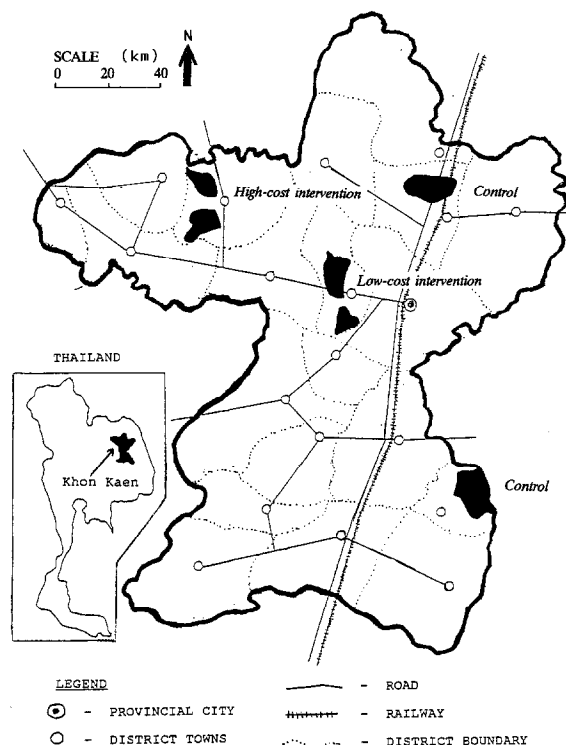 N
SCALE (km)
0 20 40
High-cost intervention
Control
Low-cost intervention
THAILAND
Khon Kaen
Control
LEGEND
- PROVINCIAL CITY
- DISTRICT TOWNS
- ROAD
- RAILWAY
- DISTRICT BOUNDARY